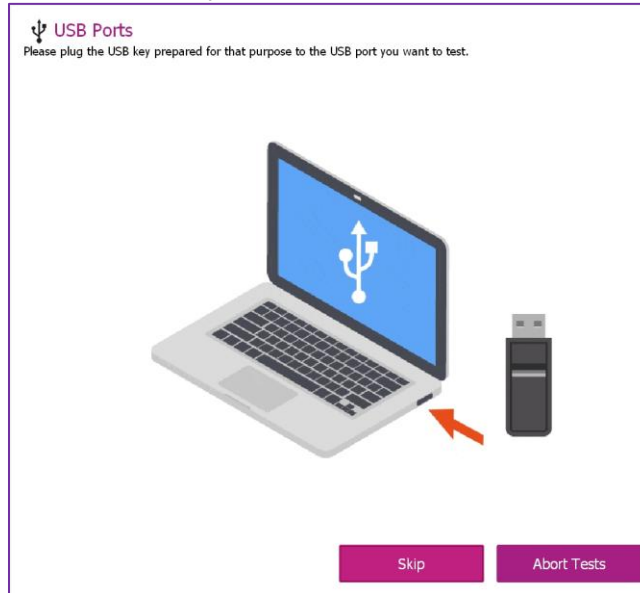 USB Ports
Please plug the USB key prepared for that purpose to the USB port you want to test.
Skip
Abort Tests